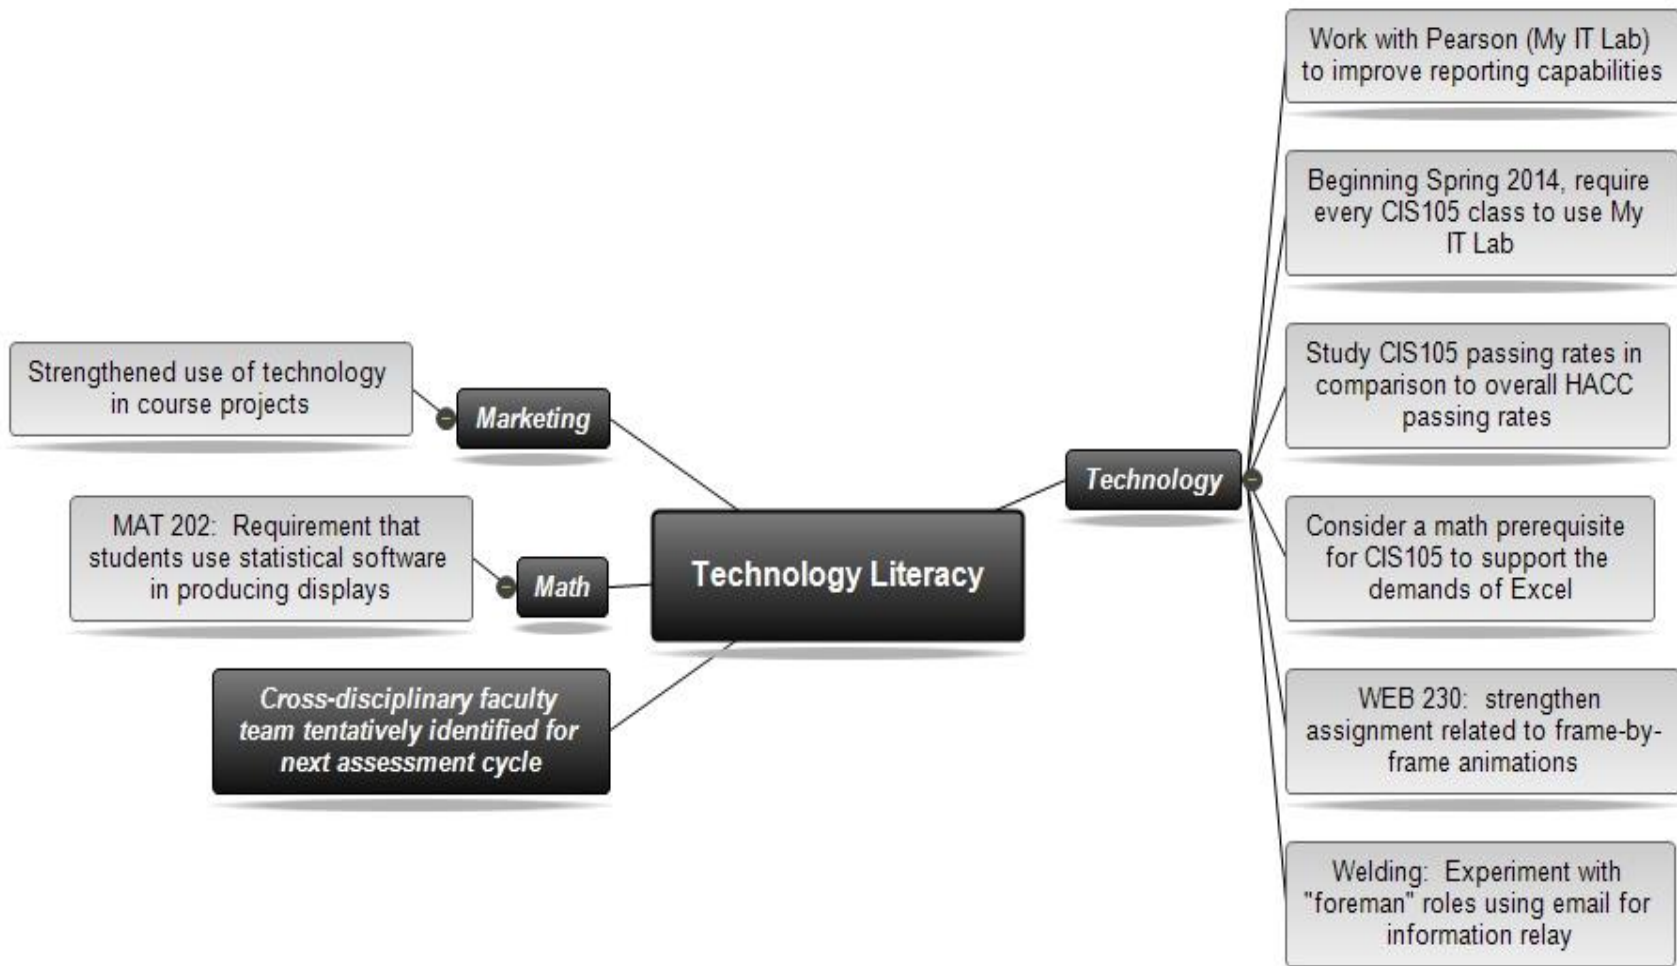 Technology Literacy
Marketing
Strengthened use of technology
in course projects
Math
MAT 202:  Requirement that
students use statistical software
in producing displays
Cross-disciplinary faculty
team tentatively identified for
next assessment cycle
Technology
Work with Pearson (My IT Lab)
to improve reporting capabilities
Beginning Spring 2014, require
every CIS105 class to use My
IT Lab
Study CIS105 passing rates in
comparison to overall HACC
passing rates
Consider a math prerequisite
for CIS105 to support the
demands of Excel
WEB 230:  strengthen
assignment related to frame-by-
frame animations
Welding:  Experiment with
"foreman" roles using email for
information relay